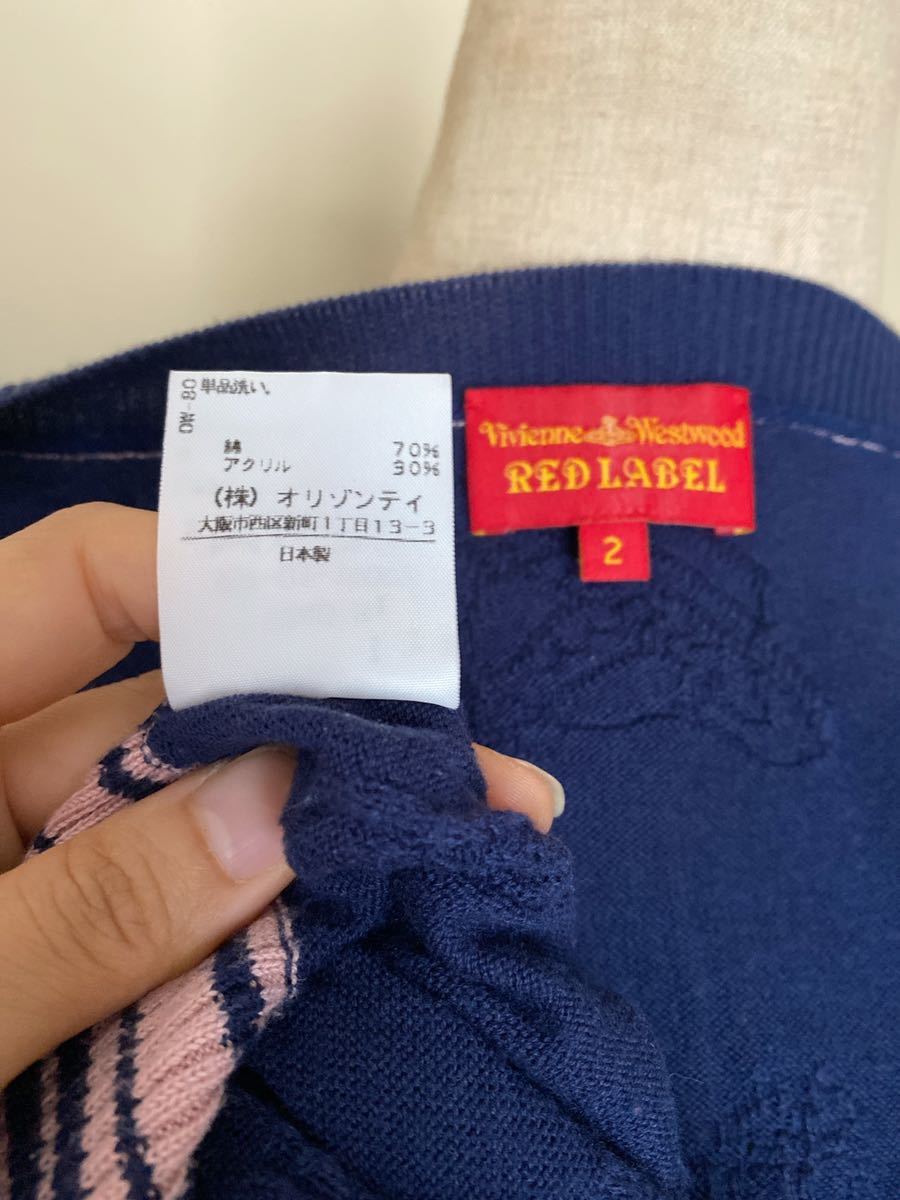 単品洗い。
08-MO
綿 70%
アクリル 30%
(株) オリゾンティ
大阪市西区新町1丁目13-3
日本製
Vivienne Westwood
RED LABEL
2